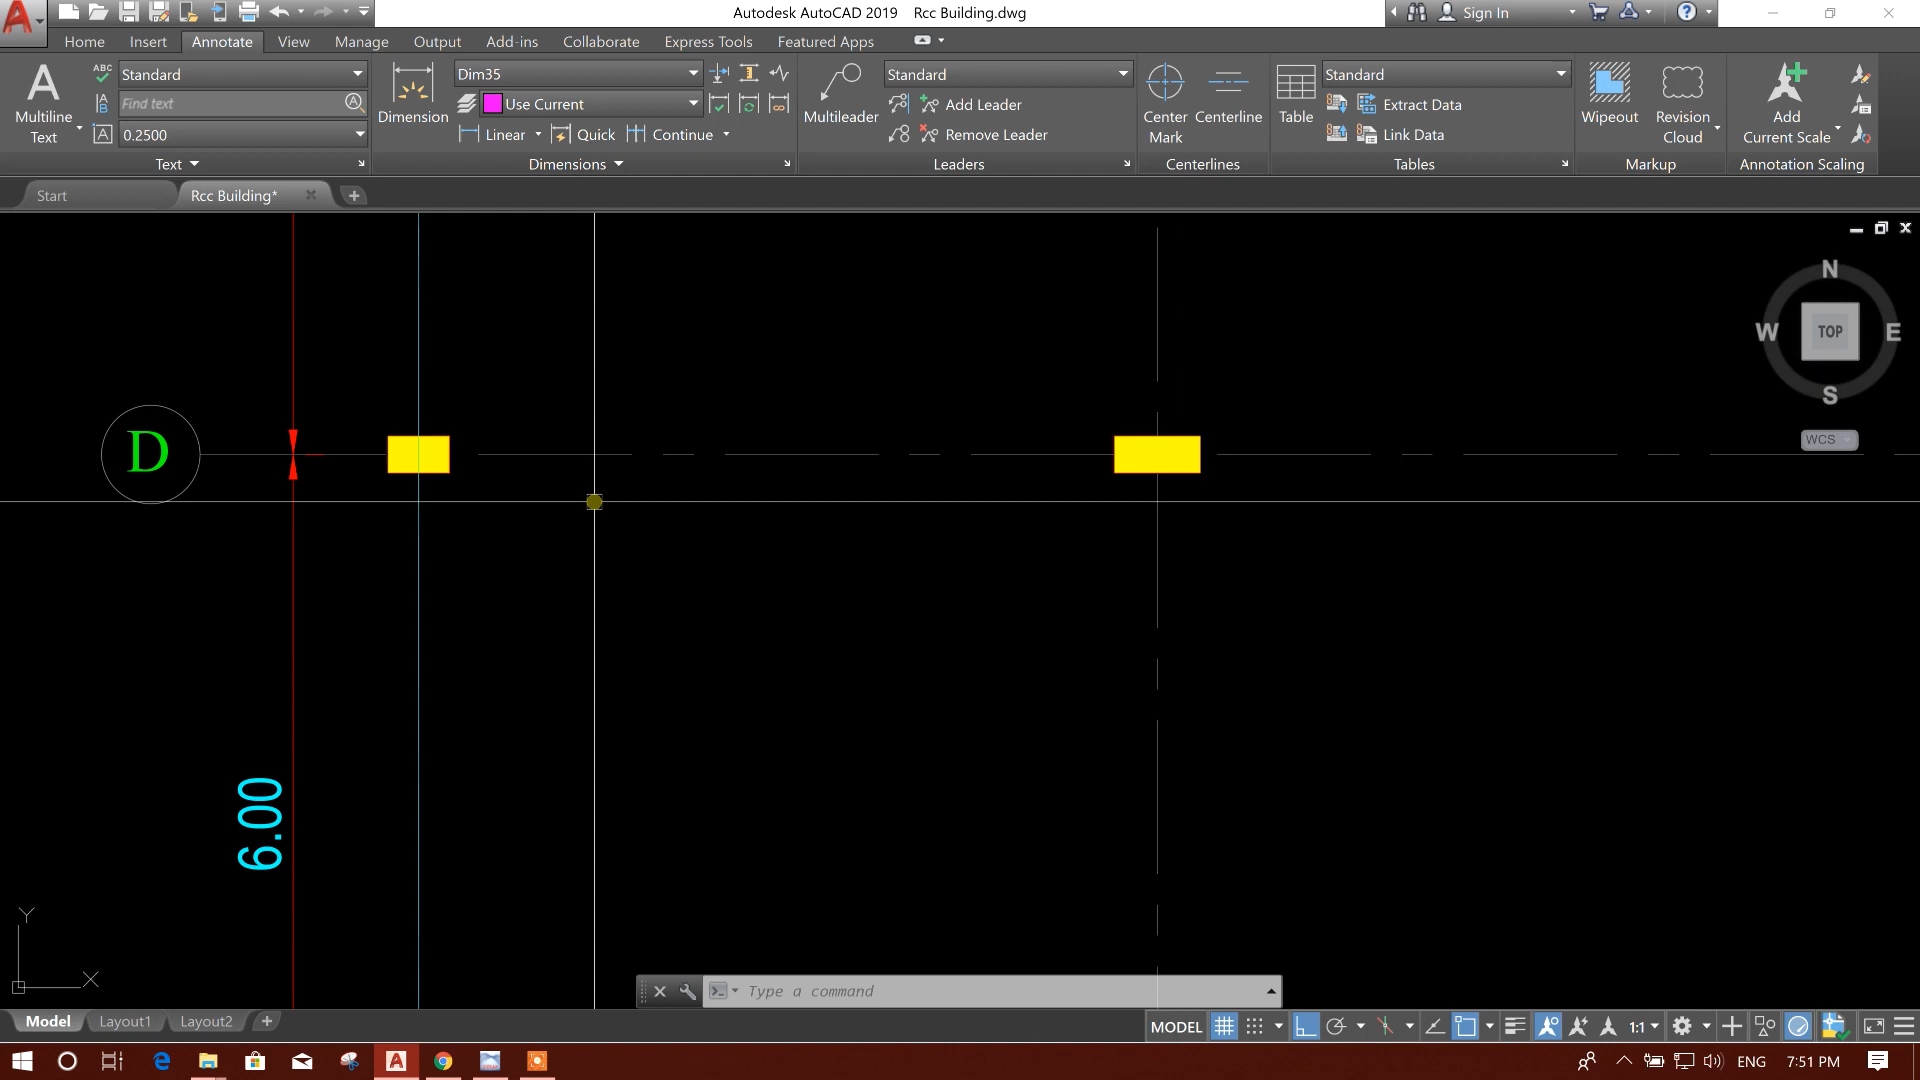 Autodesk AutoCAD 2019 Rcc Building.dwg
Sign In
Home Insert Annotate View Manage Output Add-ins Collaborate Express Tools Featured Apps
A Multiline Text
ABC Standard
Find text
0.2500
Text
Dimension
Dim35
Use Current
Linear Quick Continue
Dimensions
Multileader
Standard
Add Leader
Remove Leader
Leaders
Center Mark
Centerline
Centerlines
Table
Standard
Extract Data
Link Data
Tables
Wipeout
Revision Cloud
Markup
Add Current Scale
Annotation Scaling
Start Rcc Building*
N
W TOP E
S
WCS
D
6.00
Y
X
Type a command
Model Layout1 Layout2
MODEL 1:1
ENG 7:51 PM